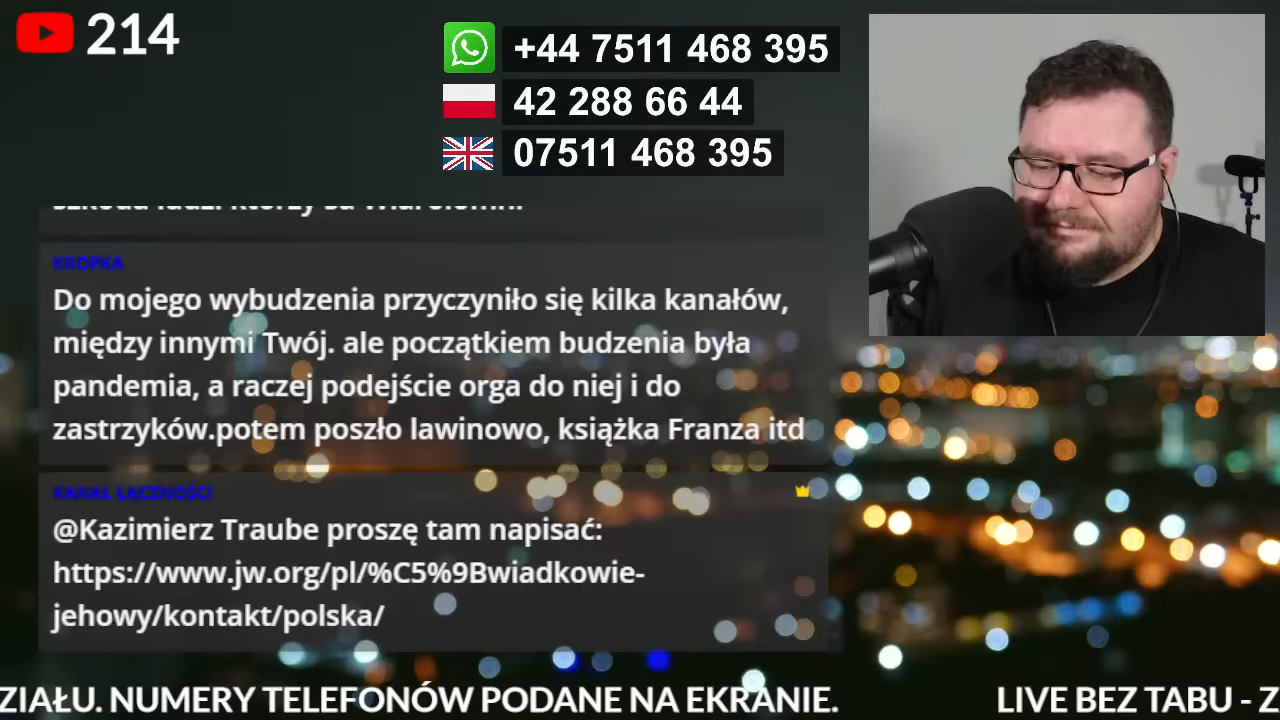 214
+44 7511 468 395
42 288 66 44
07511 468 395
KROPKA
Do mojego wybudzenia przyczyniło się kilka kanałów,
między innymi Twój. ale początkiem budzenia była
pandemia, a raczej podejście orga do niej i do
zastrzyków.potem poszło lawinowo, książka Franza itd
KANAŁ ŁĄCZNOŚCI
@Kazimierz Traube proszę tam napisać:
https://www.jw.org/pl/%C5%9Bwiadkowie-
jehowy/kontakt/polska/
ZIAŁU. NUMERY TELEFONÓW PODANE NA EKRANIE. LIVE BEZ TABU - Z